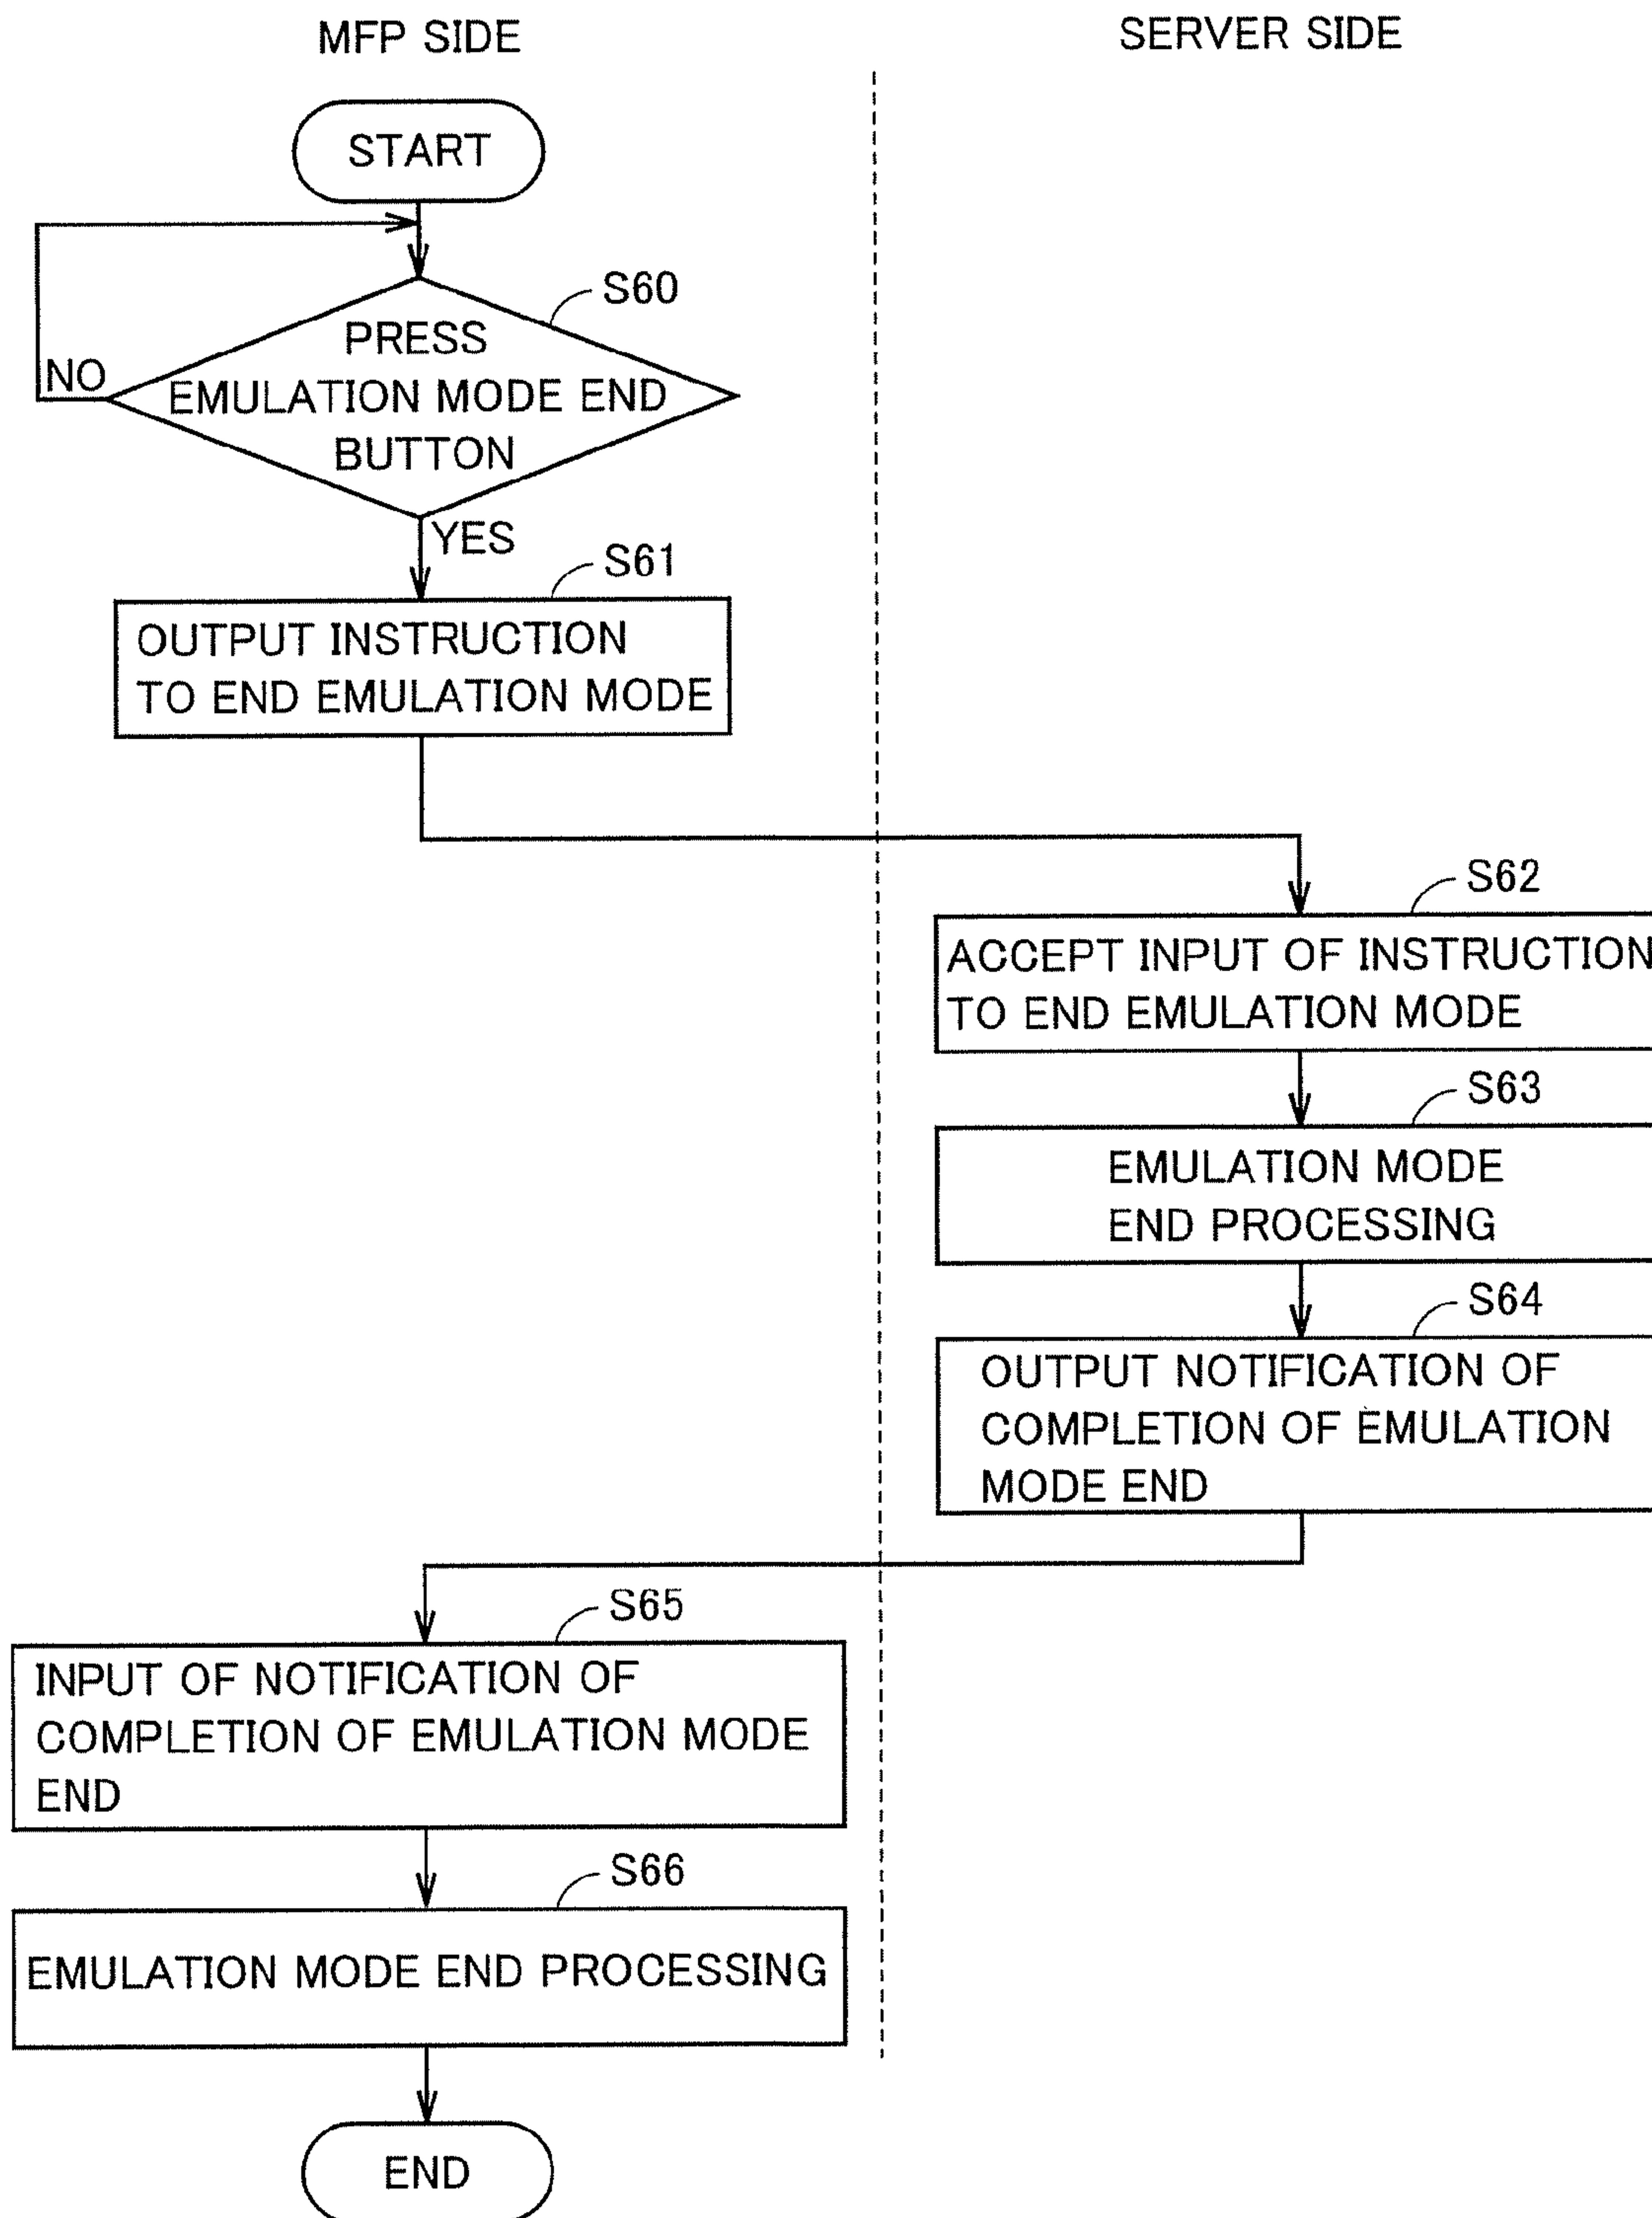 MFP SIDE
SERVER SIDE
START
S60
PRESS
EMULATION MODE END
BUTTON
NO
YES
S61
OUTPUT INSTRUCTION
TO END EMULATION MODE
S62
ACCEPT INPUT OF INSTRUCTION
TO END EMULATION MODE
S63
EMULATION MODE
END PROCESSING
S64
OUTPUT NOTIFICATION OF
COMPLETION OF EMULATION
MODE END
S65
INPUT OF NOTIFICATION OF
COMPLETION OF EMULATION MODE
END
S66
EMULATION MODE END PROCESSING
END